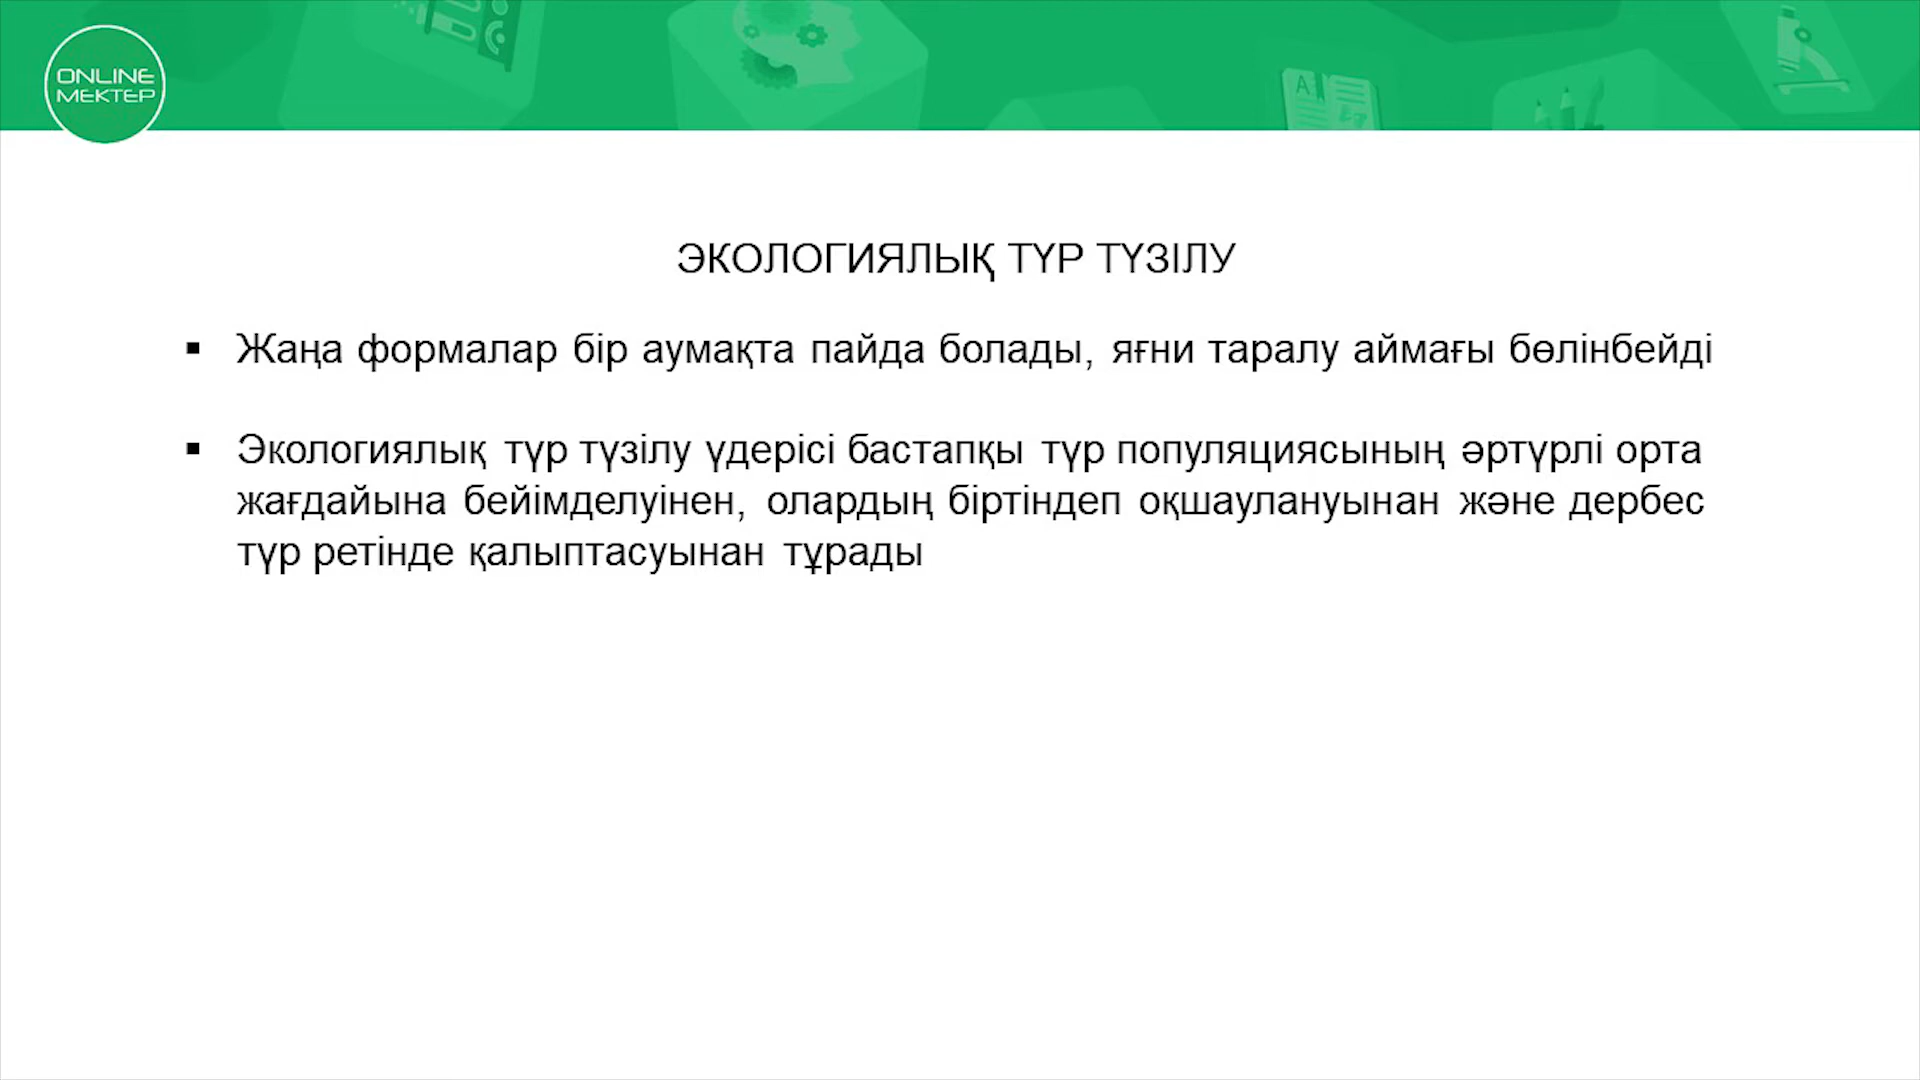 ONLINE
MEKTEP
ЭКОЛОГИЯЛЫҚ ТҮР ТҮЗІЛУ
▪ Жаңа формалар бір аумақта пайда болады, яғни таралу аймағы бөлінбейді
▪ Экологиялық түр түзілу үдерісі бастапқы түр популяциясының әртүрлі орта
жағдайына бейімделуінен, олардың біртіндеп оқшаулануынан және дербес
түр ретінде қалыптасуынан тұрады